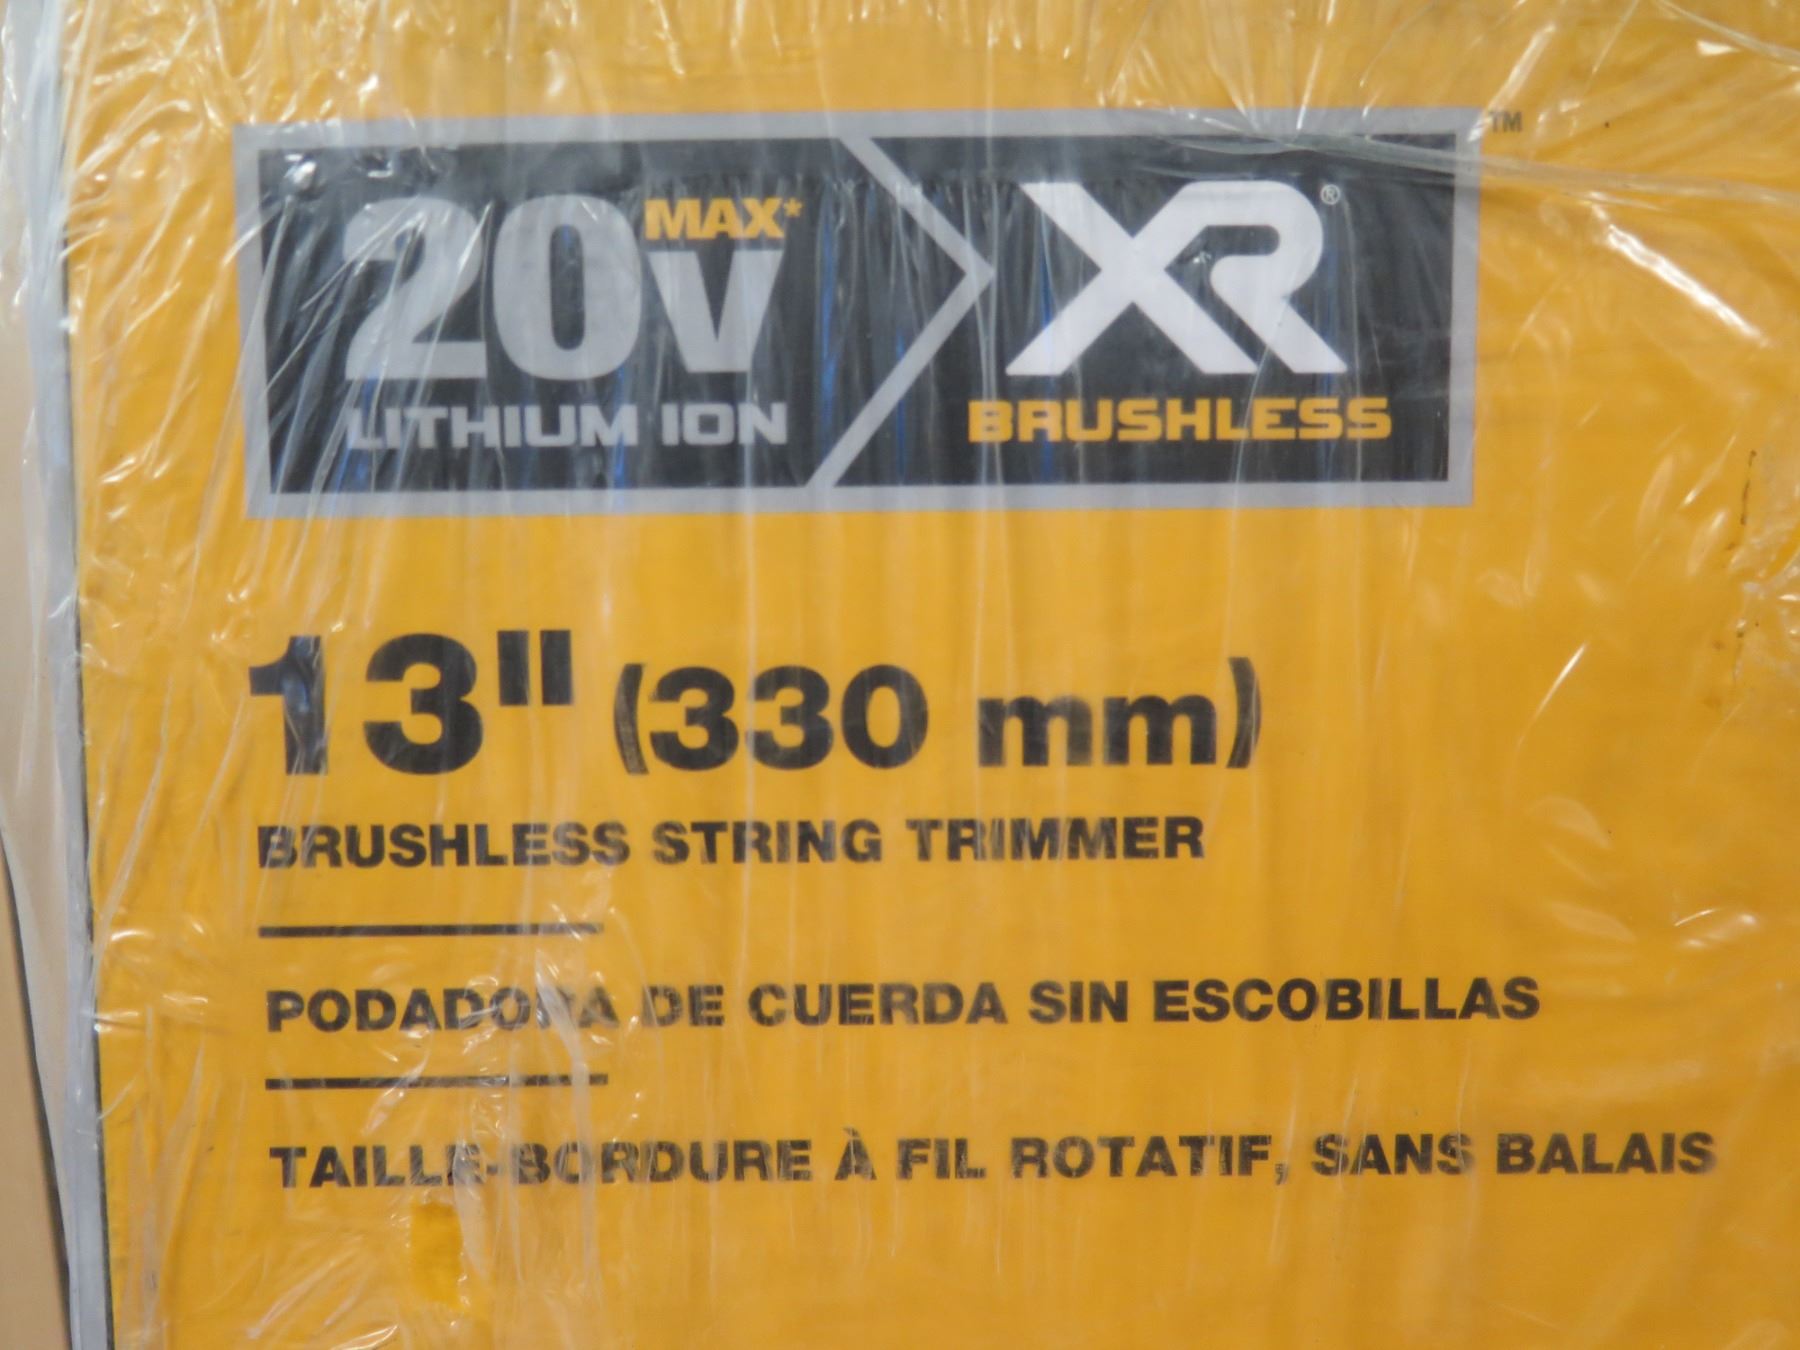 20V MAX*
LITHIUM ION
XR®
BRUSHLESS
™
13" (330 mm)
BRUSHLESS STRING TRIMMER
PODADORA DE CUERDA SIN ESCOBILLAS
TAILLE-BORDURE À FIL ROTATIF, SANS BALAIS